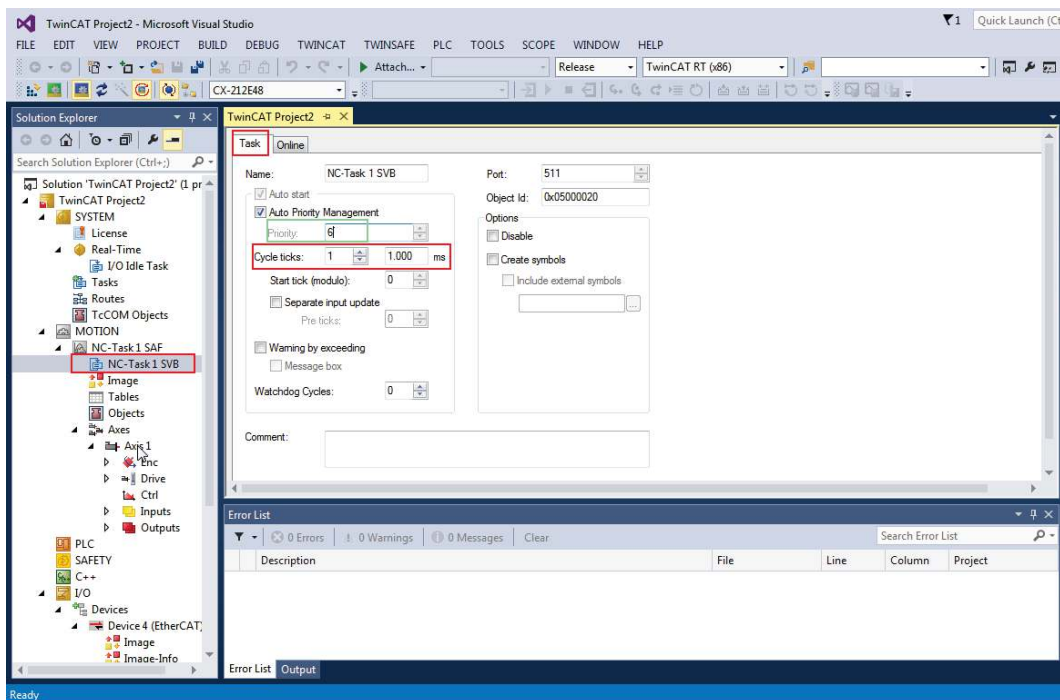 TwinCAT Project2 - Microsoft Visual Studio
1 Quick Launch (Ct
FILE EDIT VIEW PROJECT BUILD DEBUG TWINCAT TWINSAFE PLC TOOLS SCOPE WINDOW HELP
Attach... Release TwinCAT RT (x86)
CX-212E48
Solution Explorer
Search Solution Explorer (Ctrl+;)
Solution 'TwinCAT Project2' (1 pr
TwinCAT Project2
SYSTEM
License
Real-Time
I/O Idle Task
Tasks
Routes
TcCOM Objects
MOTION
NC-Task 1 SAF
NC-Task 1 SVB
Image
Tables
Objects
Axes
Axis 1
Enc
Drive
Ctrl
Inputs
Outputs
PLC
SAFETY
C++
I/O
Devices
Device 4 (EtherCAT)
Image
Image-Info
TwinCAT Project2
Task Online
Name: NC-Task 1 SVB Port: 511
Auto start Object Id: 0x05000020
Auto Priority Management Options
Priority: 6 Disable
Cycle ticks: 1 1.000 ms Create symbols
Start tick (modulo): 0 Include external symbols
Separate input update ...
Pre ticks: 0
Warning by exceeding
Message box
Watchdog Cycles: 0
Comment:
Error List
0 Errors 0 Warnings 0 Messages Clear Search Error List
Description File Line Column Project
Error List Output
Ready